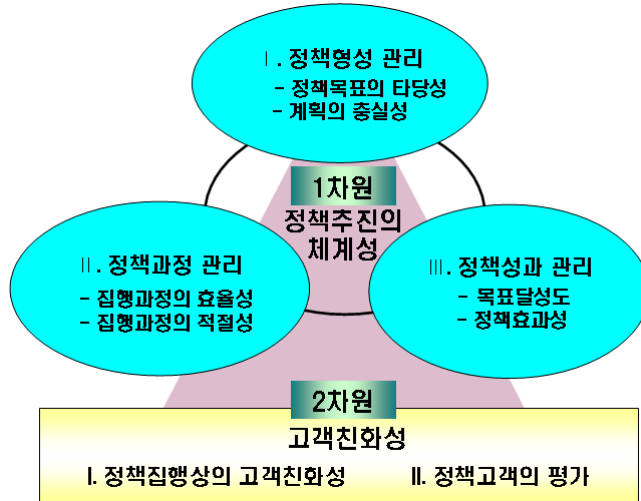 Ⅰ. 정책형성 관리
- 정책목표의 타당성
- 계획의 충실성
1차원
정책추진의
체계성
Ⅱ. 정책과정 관리
- 집행과정의 효율성
- 집행과정의 적절성
Ⅲ. 정책성과 관리
- 목표달성도
- 정책효과성
2차원
고객친화성
Ⅰ. 정책집행상의 고객친화성
Ⅱ. 정책고객의 평가